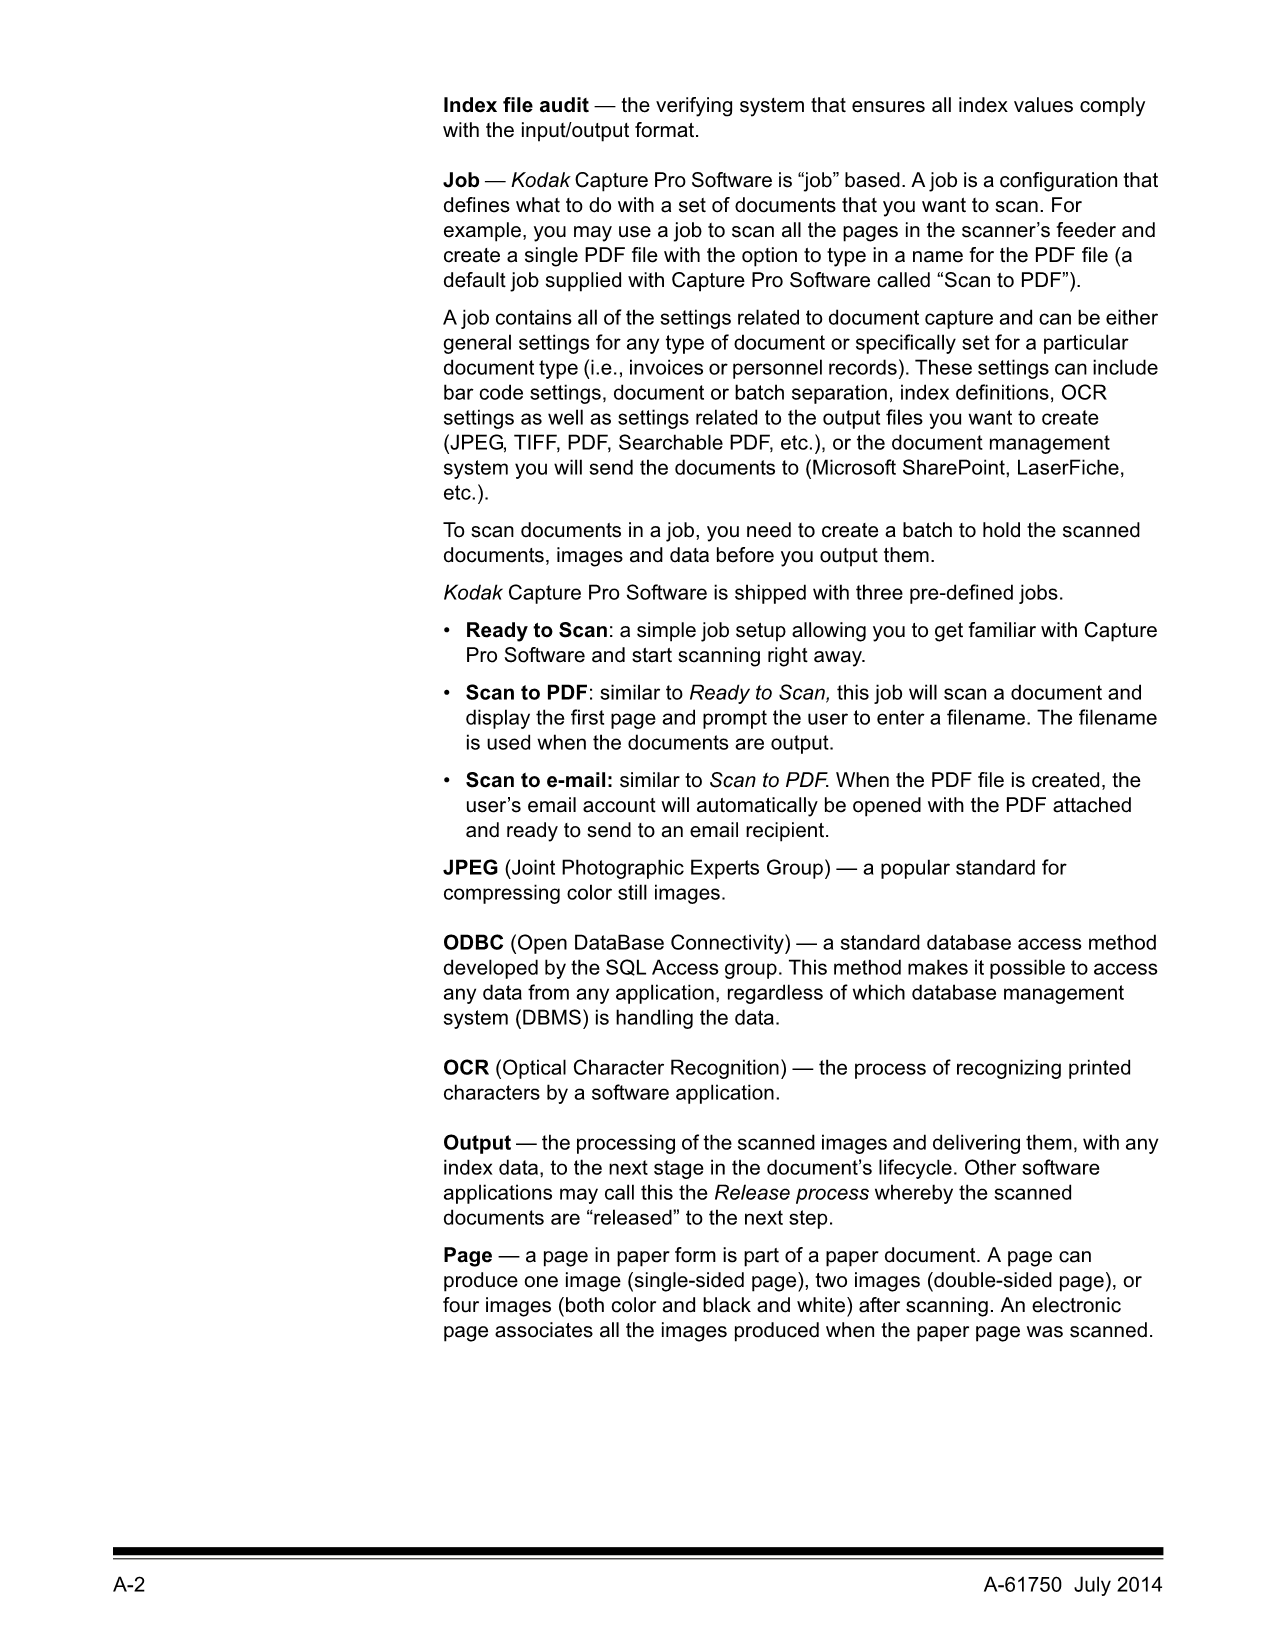 Index file audit — the verifying system that ensures all index values comply
with the input/output format.
Job — Kodak Capture Pro Software is “job” based. A job is a configuration that
defines what to do with a set of documents that you want to scan. For
example, you may use a job to scan all the pages in the scanner’s feeder and
create a single PDF file with the option to type in a name for the PDF file (a
default job supplied with Capture Pro Software called “Scan to PDF”).
A job contains all of the settings related to document capture and can be either
general settings for any type of document or specifically set for a particular
document type (i.e., invoices or personnel records). These settings can include
bar code settings, document or batch separation, index definitions, OCR
settings as well as settings related to the output files you want to create
(JPEG, TIFF, PDF, Searchable PDF, etc.), or the document management
system you will send the documents to (Microsoft SharePoint, LaserFiche,
etc.).
To scan documents in a job, you need to create a batch to hold the scanned
documents, images and data before you output them.
Kodak Capture Pro Software is shipped with three pre-defined jobs.
• Ready to Scan: a simple job setup allowing you to get familiar with Capture
Pro Software and start scanning right away.
• Scan to PDF: similar to Ready to Scan, this job will scan a document and
display the first page and prompt the user to enter a filename. The filename
is used when the documents are output.
• Scan to e-mail: similar to Scan to PDF. When the PDF file is created, the
user’s email account will automatically be opened with the PDF attached
and ready to send to an email recipient.
JPEG (Joint Photographic Experts Group) — a popular standard for
compressing color still images.
ODBC (Open DataBase Connectivity) — a standard database access method
developed by the SQL Access group. This method makes it possible to access
any data from any application, regardless of which database management
system (DBMS) is handling the data.
OCR (Optical Character Recognition) — the process of recognizing printed
characters by a software application.
Output — the processing of the scanned images and delivering them, with any
index data, to the next stage in the document’s lifecycle. Other software
applications may call this the Release process whereby the scanned
documents are “released” to the next step.
Page — a page in paper form is part of a paper document. A page can
produce one image (single-sided page), two images (double-sided page), or
four images (both color and black and white) after scanning. An electronic
page associates all the images produced when the paper page was scanned.
A-2 A-61750 July 2014